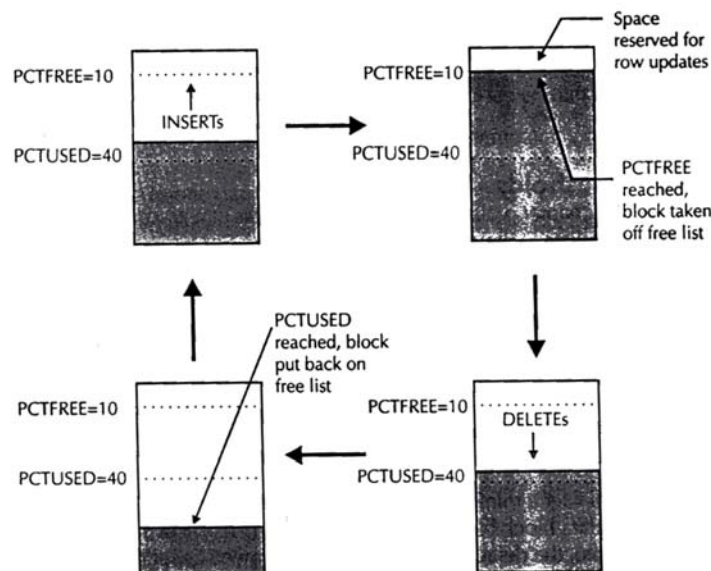 PCTFREE=10
INSERTs
PCTUSED=40
Space
reserved for
row updates
PCTFREE=10
PCTUSED=40
PCTFREE
reached,
block taken
off free list
PCTUSED
reached, block
put back on
free list
PCTFREE=10
PCTUSED=40
PCTFREE=10
DELETEs
PCTUSED=40